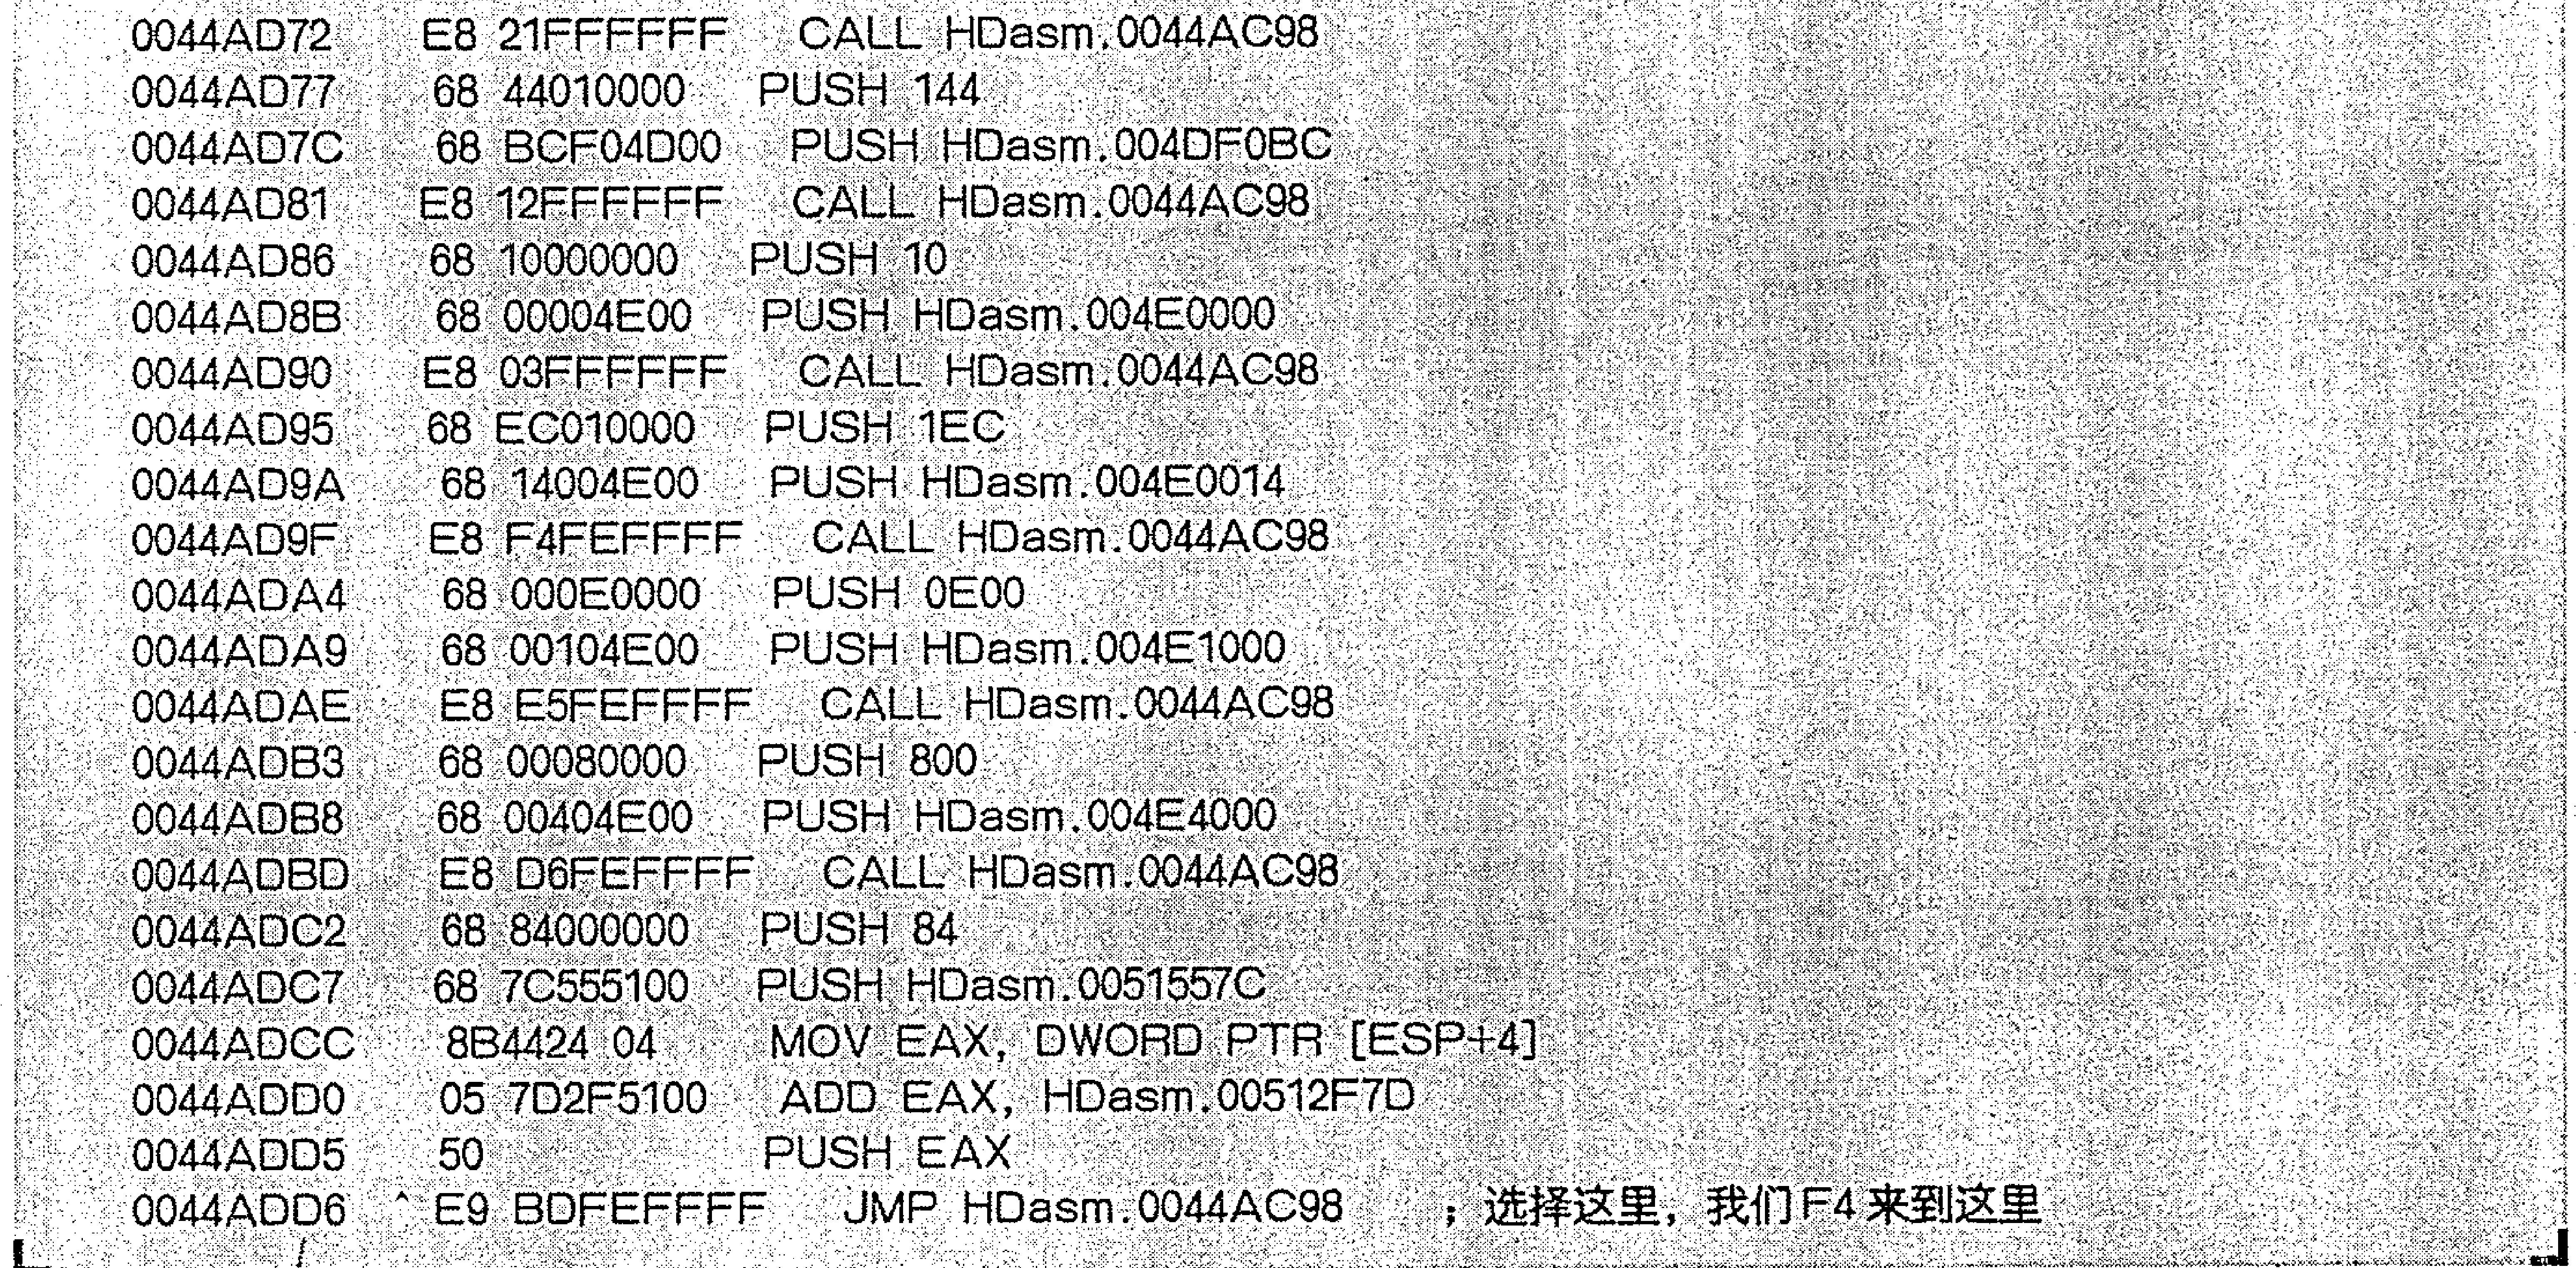 0044AD72 E8 21FFFFFF CALL HDasm.0044AC98
0044AD77 68 44010000 PUSH 144
0044AD7C 68 BCF04D00 PUSH HDasm.004DF0BC
0044AD81 E8 12FFFFFF CALL HDasm.0044AC98
0044AD86 68 10000000 PUSH 10
0044AD8B 68 00004E00 PUSH HDasm.004E0000
0044AD90 E8 03FFFFFF CALL HDasm.0044AC98
0044AD95 68 EC010000 PUSH 1EC
0044AD9A 68 14004E00 PUSH HDasm.004E0014
0044AD9F E8 F4FEFFFF CALL HDasm.0044AC98
0044ADA4 68 000E0000 PUSH 0E00
0044ADA9 68 00104E00 PUSH HDasm.004E1000
0044ADAE E8 E5FEFFFF CALL HDasm.0044AC98
0044ADB3 68 00080000 PUSH 800
0044ADB8 68 00404E00 PUSH HDasm.004E4000
0044ADBD E8 D6FEFFFF CALL HDasm.0044AC98
0044ADC2 68 84000000 PUSH 84
0044ADC7 68 7C555100 PUSH HDasm.0051557C
0044ADCC 8B4424 04 MOV EAX, DWORD PTR [ESP+4]
0044ADD0 05 7D2F5100 ADD EAX, HDasm.00512F7D
0044ADD5 50 PUSH EAX
0044ADD6 ^ E9 BDFEFFFF JMP HDasm.0044AC98 ; 选择这里，我们F4来到这里